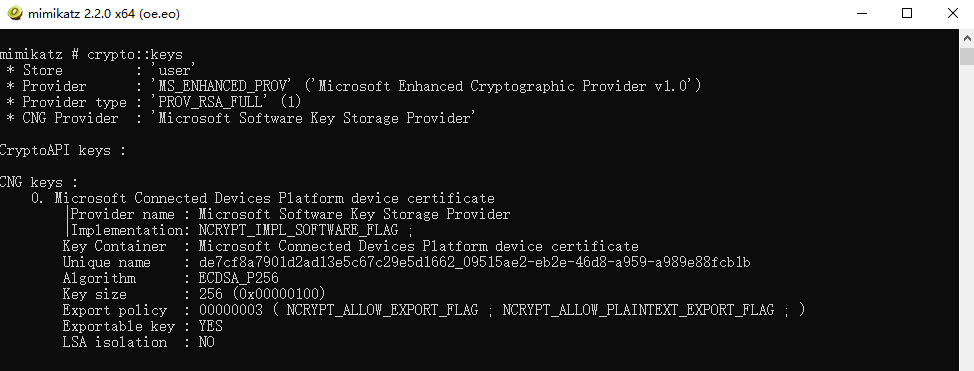 mimikatz 2.2.0 x64 (oe.eo)
mimikatz # crypto::keys
 * Store         : 'user'
 * Provider      : 'MS_ENHANCED_PROV' ('Microsoft Enhanced Cryptographic Provider v1.0')
 * Provider type : 'PROV_RSA_FULL' (1)
 * CNG Provider  : 'Microsoft Software Key Storage Provider'
CryptoAPI keys :
CNG keys :
    0. Microsoft Connected Devices Platform device certificate
        |Provider name : Microsoft Software Key Storage Provider
        |Implementation: NCRYPT_IMPL_SOFTWARE_FLAG ;
        Key Container  : Microsoft Connected Devices Platform device certificate
        Unique name    : de7cf8a7901d2ad13e5c67c29e5d1662_09515ae2-eb2e-46d8-a959-a989e88fcb1b
        Algorithm      : ECDSA_P256
        Key size       : 256 (0x00000100)
        Export policy  : 00000003 ( NCRYPT_ALLOW_EXPORT_FLAG ; NCRYPT_ALLOW_PLAINTEXT_EXPORT_FLAG ; )
        Exportable key : YES
        LSA isolation  : NO